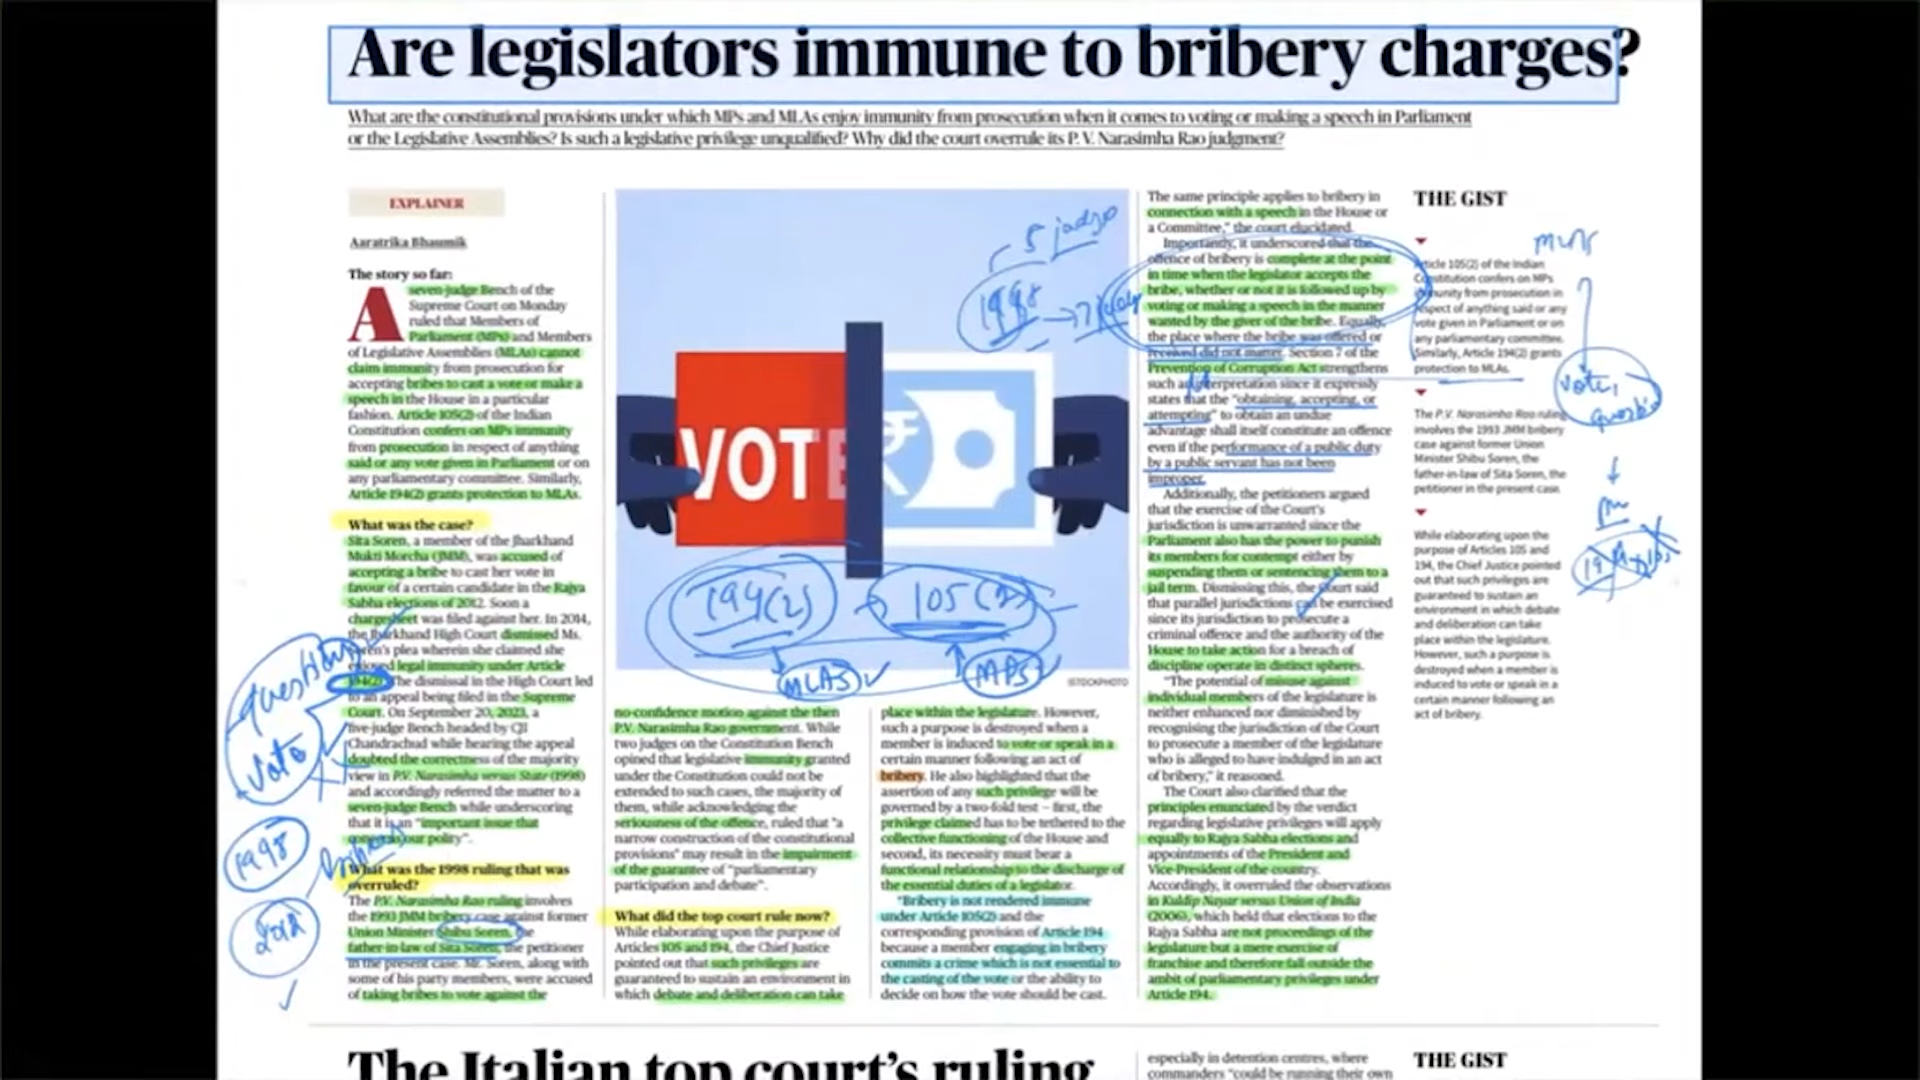 Are legislators immune to bribery charges?
What are the constitutional provisions under which MPs and MLAs enjoy immunity from prosecution when it comes to voting or making a speech in Parliament
or the Legislative Assemblies? Is such a legislative privilege unqualified? Why did the court overrule its P. V. Narasimha Rao judgment?
EXPLAINER
Aaratrika Bhaumik
The story so far:
A seven-judge Bench of the
Supreme Court on Monday
ruled that Members of
Parliament (MPs) and Members
of Legislative Assemblies (MLAs) cannot
claim immunity from prosecution for
accepting bribes to cast a vote or make a
speech in the House in a particular
fashion. Article 105(2) of the Indian
Constitution confers on MPs immunity
from prosecution in respect of anything
said or any vote given in Parliament or on
any parliamentary committee. Similarly,
Article 194(2) grants protection to MLAs.
What was the case?
Sita Soren, a member of the Jharkhand
Mukti Morcha (JMM), was accused of
accepting a bribe to cast her vote in
favour of a certain candidate in the Rajya
Sabha elections of 2012. Soon a
chargesheet was filed against her. In 2014,
the Jharkhand High Court dismissed Ms.
Soren's plea wherein she claimed she
enjoyed legal immunity under Article
194(2). The dismissal in the High Court led
to an appeal being filed in the Supreme
Court. On September 20, 2023, a
five-judge Bench headed by CJI
Chandrachud while hearing the appeal
doubted the correctness of the majority
view in P.V. Narasimha versus State (1998)
and accordingly referred the matter to a
seven-judge Bench while underscoring
that it is an "important issue that
our polity".
What was the 1998 ruling that was
overruled?
The P.V. Narasimha Rao ruling involves
the 1993 JMM bribery case against former
Union Minister Shibu Soren, the
father-in-law of Sita Soren, the petitioner
in the present case. Mr. Soren, along with
some of his party members, were accused
of taking bribes to vote against the
VOTE
₹
5 judge
1998 → 7 judge
194(2) → 105(2)
MLAS MPS
ISTOCKPHOTO
no-confidence motion against the then
P.V. Narasimha Rao government. While
two judges on the Constitution Bench
opined that legislative immunity granted
under the Constitution could not be
extended to such cases, the majority of
them, while acknowledging the
seriousness of the offence, ruled that "a
narrow construction of the constitutional
provisions" may result in the impairment
of the guarantee of "parliamentary
participation and debate".
What did the top court rule now?
While elaborating upon the purpose of
Articles 105 and 194, the Chief Justice
pointed out that such privileges are
guaranteed to sustain an environment in
which debate and deliberation can take
place within the legislature. However,
such a purpose is destroyed when a
member is induced to vote or speak in a
certain manner following an act of
bribery. He also highlighted that the
assertion of any such privilege will be
governed by a two-fold test – first, the
privilege claimed has to be tethered to the
collective functioning of the House and
second, its necessity must bear a
functional relationship to the discharge of
the essential duties of a legislator.
"Bribery is not rendered immune
under Article 105(2) and the
corresponding provision of Article 194
because a member engaging in bribery
commits a crime which is not essential to
the casting of the vote or the ability to
decide on how the vote should be cast.
The same principle applies to bribery in
connection with a speech in the House or
a Committee," the court elucidated.
Importantly, it underscored that the
offence of bribery is complete at the point
in time when the legislator accepts the
bribe, whether or not it is followed up by
voting or making a speech in the manner
wanted by the giver of the bribe. Equally,
the place where the bribe was offered or
received did not matter. Section 7 of the
Prevention of Corruption Act strengthens
such an interpretation since it expressly
states that the "obtaining, accepting, or
attempting" to obtain an undue
advantage shall itself constitute an offence
even if the performance of a public duty
by a public servant has not been
improper.
Additionally, the petitioners argued
that the exercise of the Court's
jurisdiction is unwarranted since the
Parliament also has the power to punish
its members for contempt either by
suspending them or sentencing them to a
jail term. Dismissing this, the Court said
that parallel jurisdictions can be exercised
since its jurisdiction to prosecute a
criminal offence and the authority of the
House to take action for a breach of
discipline operate in distinct spheres.
"The potential of misuse against
individual members of the legislature is
neither enhanced nor diminished by
recognising the jurisdiction of the Court
to prosecute a member of the legislature
who is alleged to have indulged in an act
of bribery," it reasoned.
The Court also clarified that the
principles enunciated by the verdict
regarding legislative privileges will apply
equally to Rajya Sabha elections and
appointments of the President and
Vice-President of the country.
Accordingly, it overruled the observations
in Kuldip Nayar versus Union of India
(2006), which held that elections to the
Rajya Sabha are not proceedings of the
legislature but a mere exercise of
franchise and therefore fall outside the
ambit of parliamentary privileges under
Article 194.
THE GIST
Article 105(2) of the Indian
Constitution confers on MPs
immunity from prosecution in
respect of anything said or any
vote given in Parliament or on
any parliamentary committee.
Similarly, Article 194(2) grants
protection to MLAs.
The P.V. Narasimha Rao ruling
involves the 1993 JMM bribery
case against former Union
Minister Shibu Soren, the
father-in-law of Sita Soren, the
petitioner in the present case.
While elaborating upon the
purpose of Articles 105 and
194, the Chief Justice pointed
out that such privileges are
guaranteed to sustain an
environment in which debate
and deliberation can take
place within the legislature.
However, such a purpose is
destroyed when a member is
induced to vote or speak in a
certain manner following an
act of bribery.
vote,
vote
1998
2012
The Italian top court's ruling
especially in detention centres, where
commanders "could be running their own
THE GIST